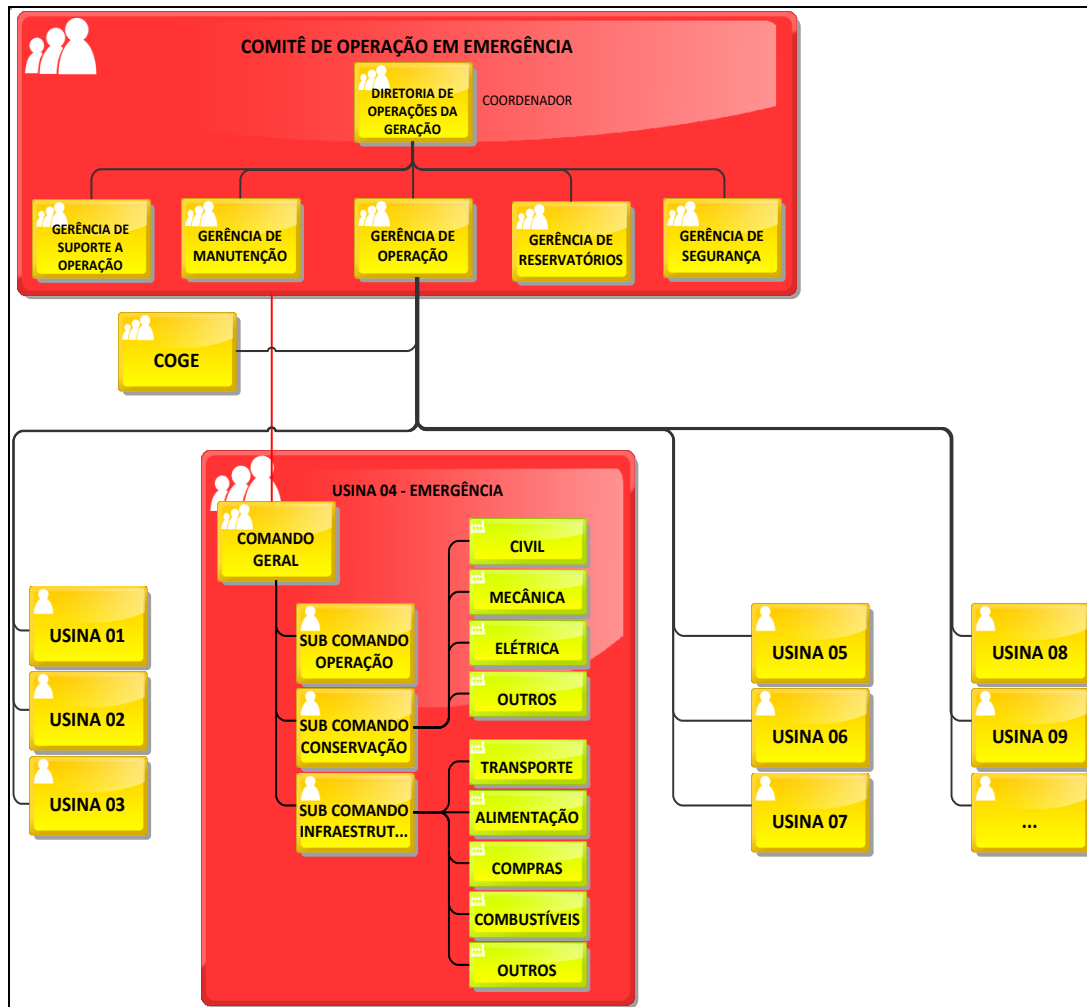 COMITÊ DE OPERAÇÃO EM EMERGÊNCIA
DIRETORIA DE
OPERAÇÕES DA
GERAÇÃO
COORDENADOR
GERÊNCIA DE
SUPORTE A
OPERAÇÃO
GERÊNCIA DE
MANUTENÇÃO
GERÊNCIA DE
OPERAÇÃO
GERÊNCIA DE
RESERVATÓRIOS
GERÊNCIA DE
SEGURANÇA
COGE
USINA 04 - EMERGÊNCIA
COMANDO
GERAL
SUB COMANDO
OPERAÇÃO
SUB COMANDO
CONSERVAÇÃO
SUB COMANDO
INFRAESTRUT...
CIVIL
MECÂNICA
ELÉTRICA
OUTROS
TRANSPORTE
ALIMENTAÇÃO
COMPRAS
COMBUSTÍVEIS
OUTROS
USINA 01
USINA 02
USINA 03
USINA 05
USINA 06
USINA 07
USINA 08
USINA 09
...